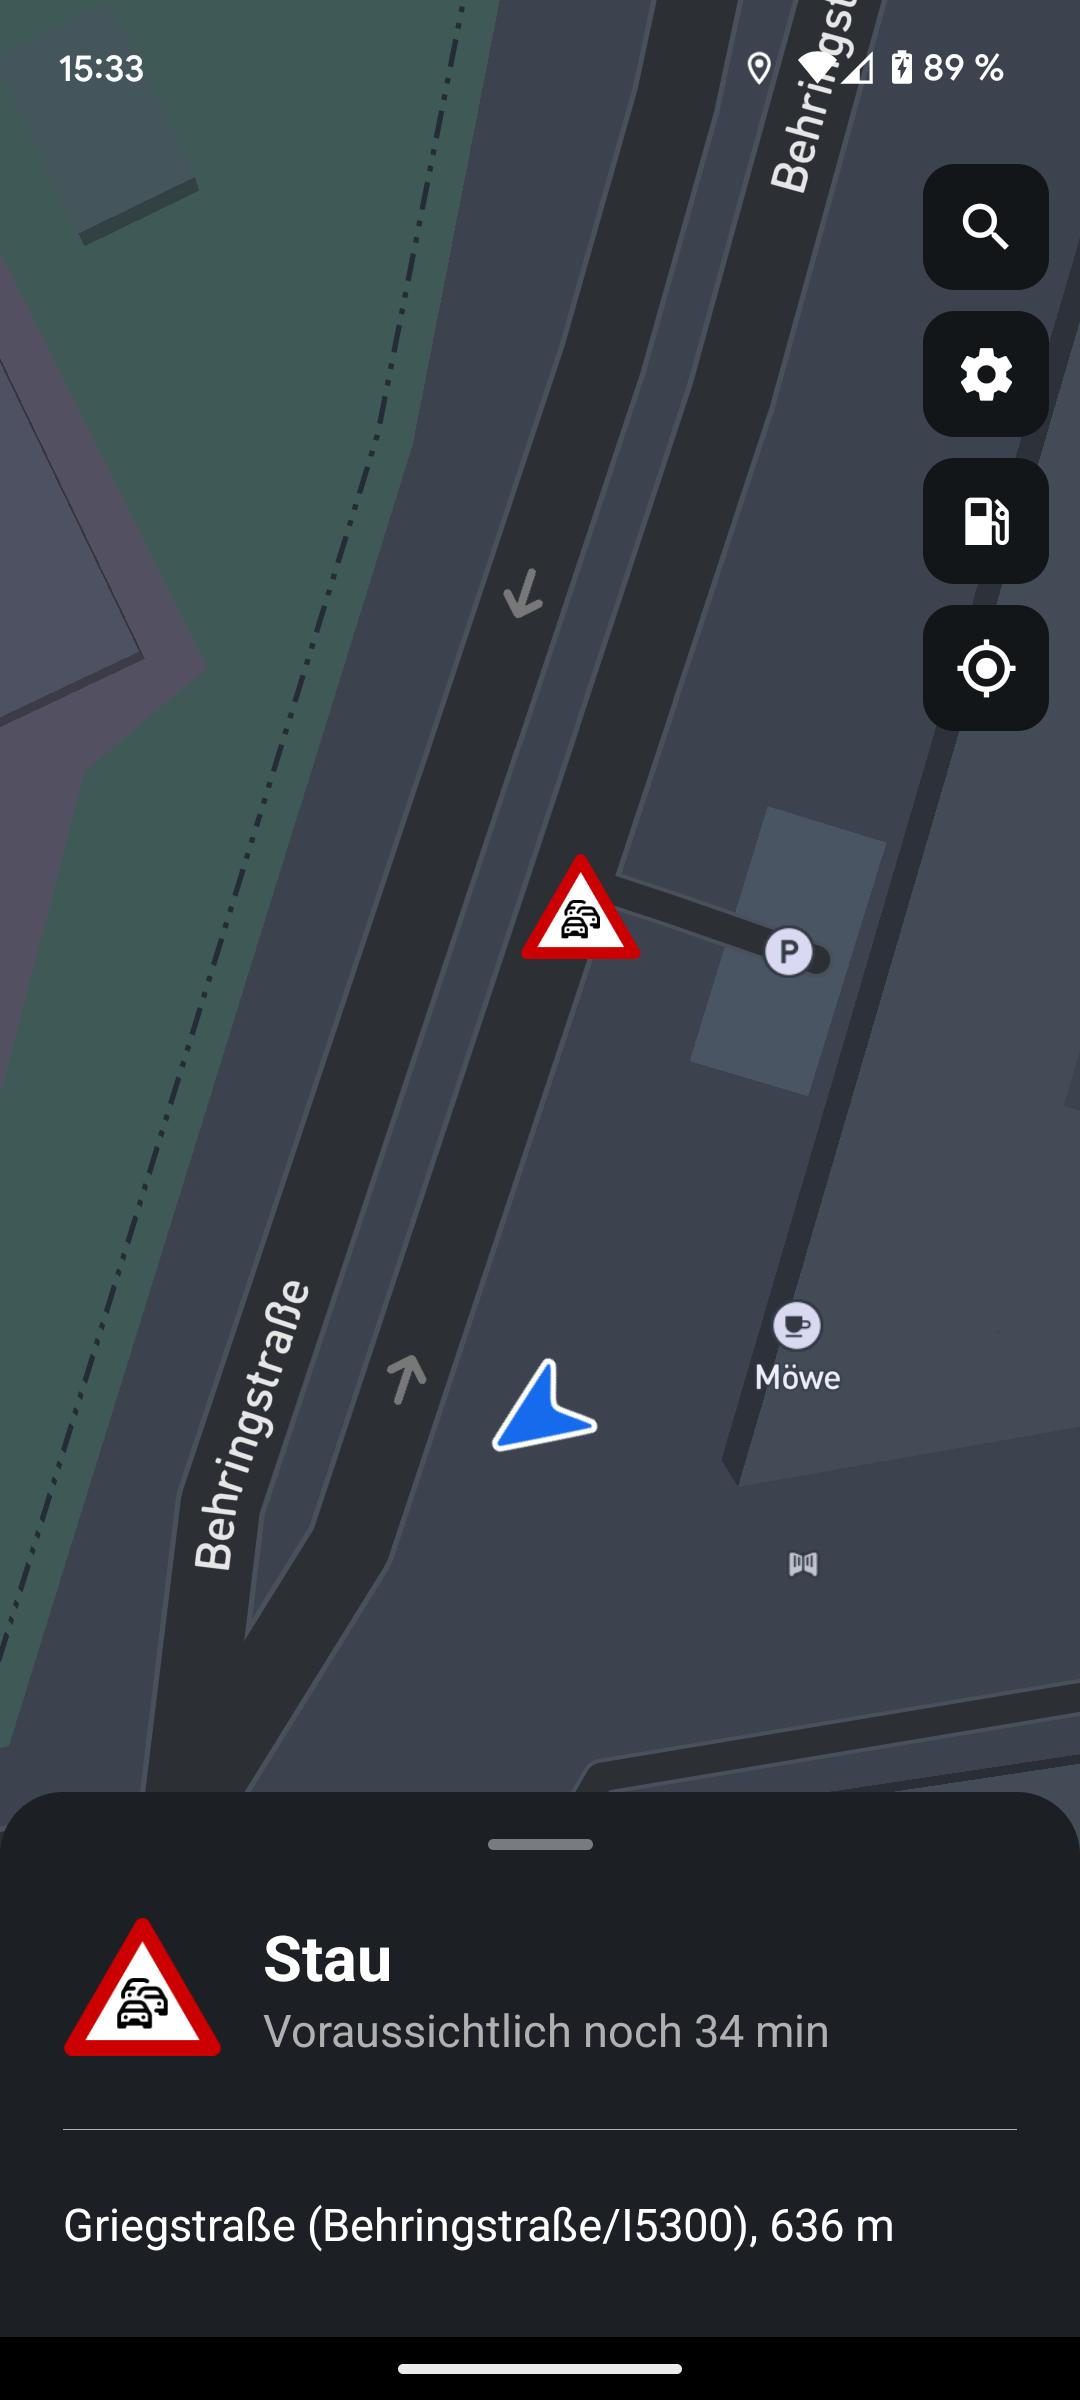 15:33
89 %
Behringst
P
Behringstraße
Möwe
Stau
Voraussichtlich noch 34 min
Griegstraße (Behringstraße/I5300), 636 m